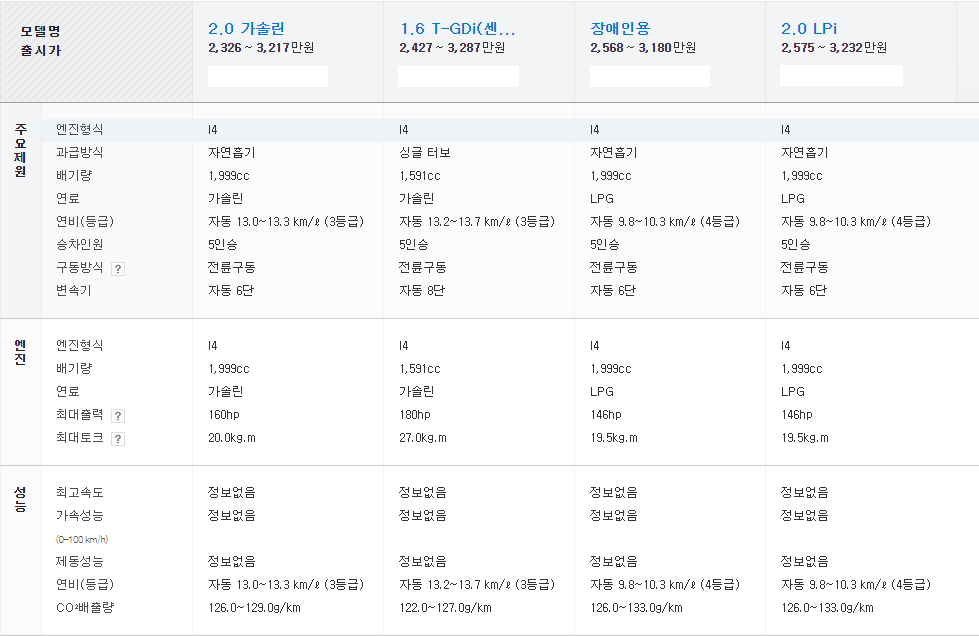 모델명 2.0 가솔린 1.6 T-GDi(센... 장애인용 2.0 LPi
출시가 2,326 ~ 3,217만원 2,427 ~ 3,287만원 2,568 ~ 3,180만원 2,575 ~ 3,232만원
주요제원
엔진형식 I4 I4 I4 I4
과급방식 자연흡기 싱글 터보 자연흡기 자연흡기
배기량 1,999cc 1,591cc 1,999cc 1,999cc
연료 가솔린 가솔린 LPG LPG
연비(등급) 자동 13.0~13.3 km/ℓ (3등급) 자동 13.2~13.7 km/ℓ (3등급) 자동 9.8~10.3 km/ℓ (4등급) 자동 9.8~10.3 km/ℓ (4등급)
승차인원 5인승 5인승 5인승 5인승
구동방식 ? 전륜구동 전륜구동 전륜구동 전륜구동
변속기 자동 6단 자동 8단 자동 6단 자동 6단
엔진
엔진형식 I4 I4 I4 I4
배기량 1,999cc 1,591cc 1,999cc 1,999cc
연료 가솔린 가솔린 LPG LPG
최대출력 ? 160hp 180hp 146hp 146hp
최대토크 ? 20.0kg.m 27.0kg.m 19.5kg.m 19.5kg.m
성능
최고속도 정보없음 정보없음 정보없음 정보없음
가속성능 정보없음 정보없음 정보없음 정보없음
(0-100 km/h)
제동성능 정보없음 정보없음 정보없음 정보없음
연비(등급) 자동 13.0~13.3 km/ℓ (3등급) 자동 13.2~13.7 km/ℓ (3등급) 자동 9.8~10.3 km/ℓ (4등급) 자동 9.8~10.3 km/ℓ (4등급)
CO²배출량 126.0~129.0g/km 122.0~127.0g/km 126.0~133.0g/km 126.0~133.0g/km